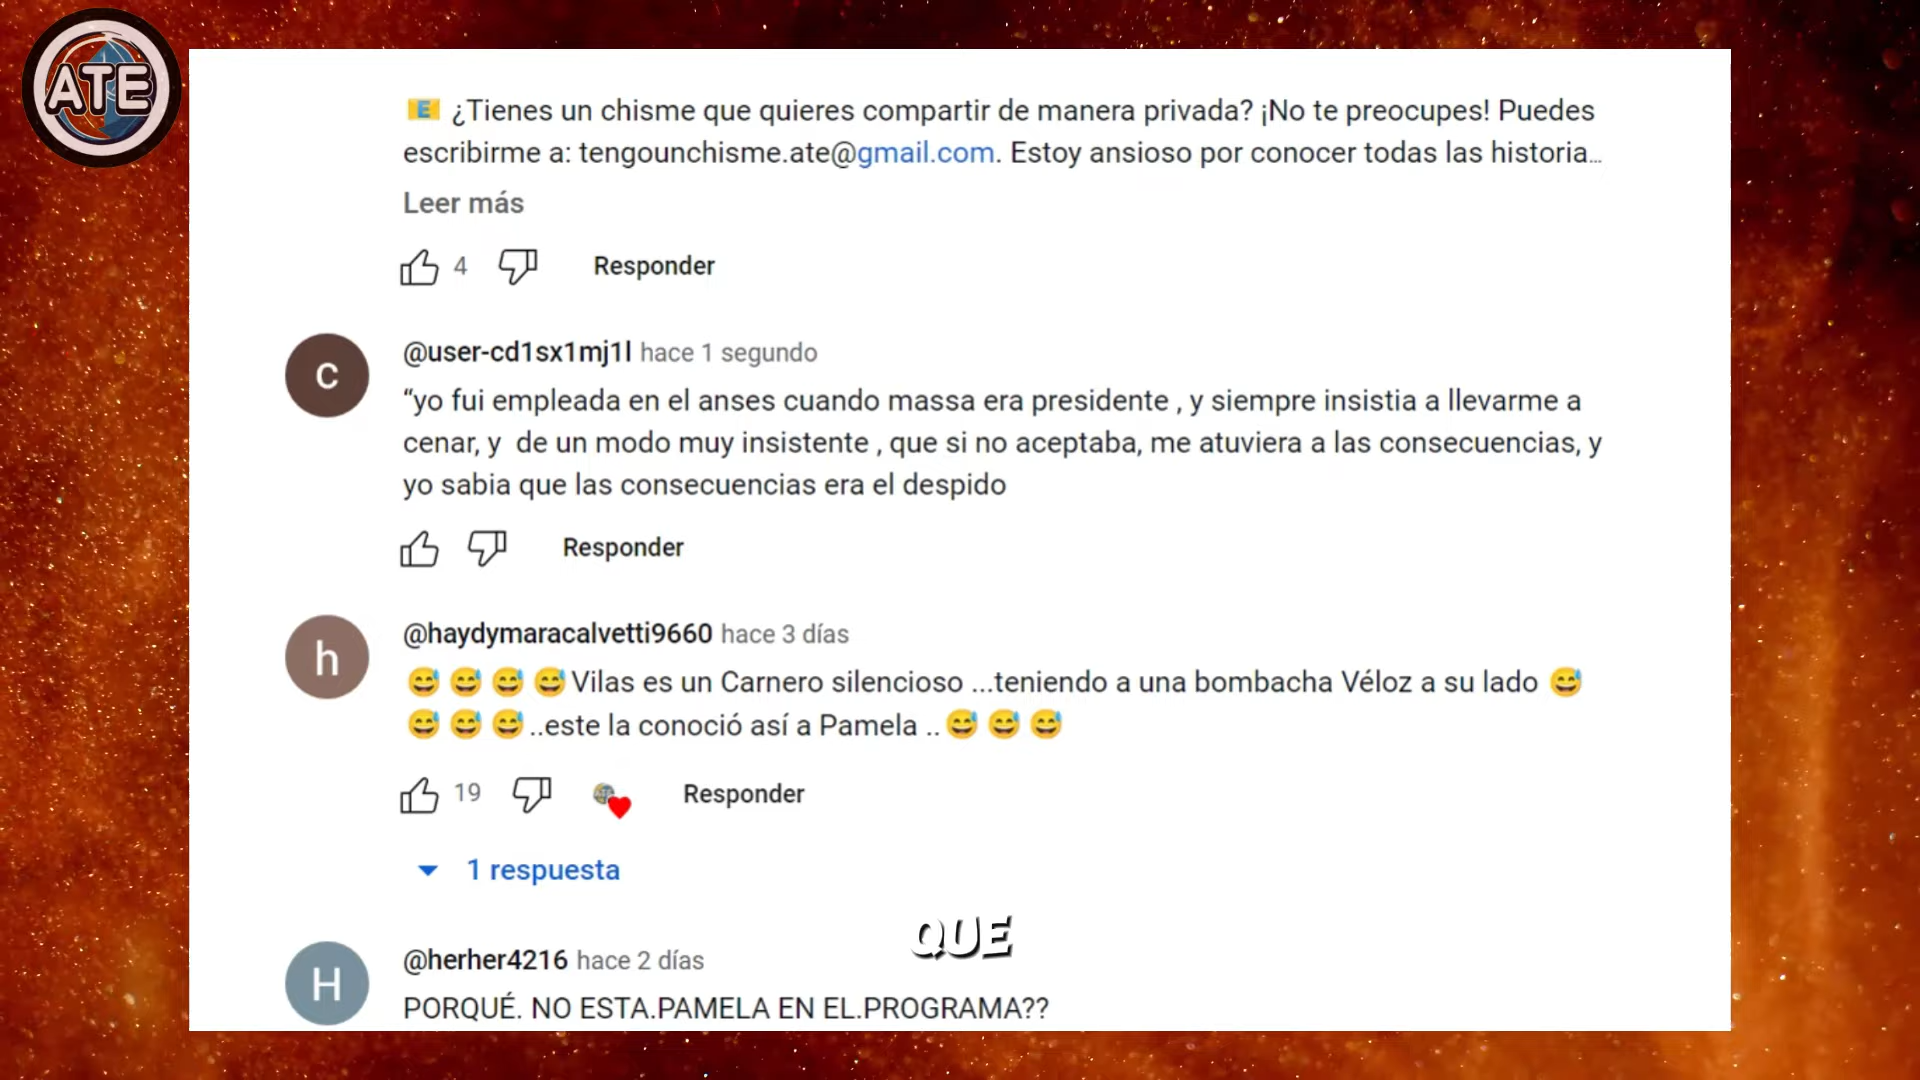 ATE
E ¿Tienes un chisme que quieres compartir de manera privada? ¡No te preocupes! Puedes
escribirme a: tengounchisme.ate@gmail.com. Estoy ansioso por conocer todas las historia...
Leer más
4 Responder
C
@user-cd1sx1mj1l hace 1 segundo
“yo fui empleada en el anses cuando massa era presidente , y siempre insistia a llevarme a
cenar, y de un modo muy insistente , que si no aceptaba, me atuviera a las consecuencias, y
yo sabia que las consecuencias era el despido
Responder
h
@haydymaracalvetti9660 hace 3 días
😅 😅 😅 😅 Vilas es un Carnero silencioso ...teniendo a una bombacha Véloz a su lado 😅
😅 😅 😅 ..este la conoció así a Pamela .. 😅 😅 😅
19 Responder
1 respuesta
QUE
H
@herher4216 hace 2 días
PORQUÉ. NO ESTA.PAMELA EN EL.PROGRAMA??